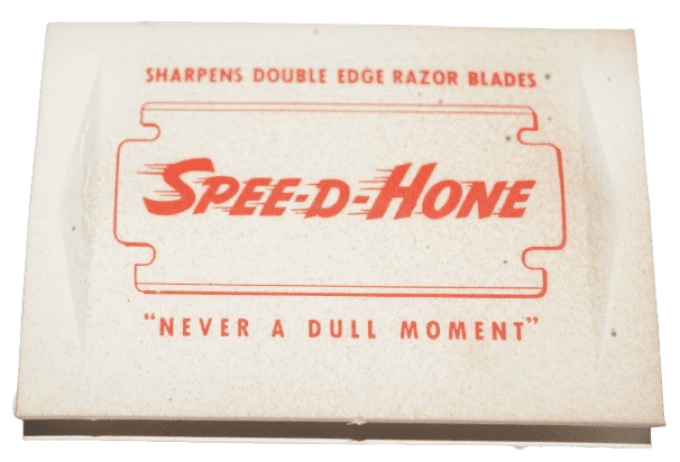 SHARPENS DOUBLE EDGE RAZOR BLADES
SPEE-D-HONE
"NEVER A DULL MOMENT"